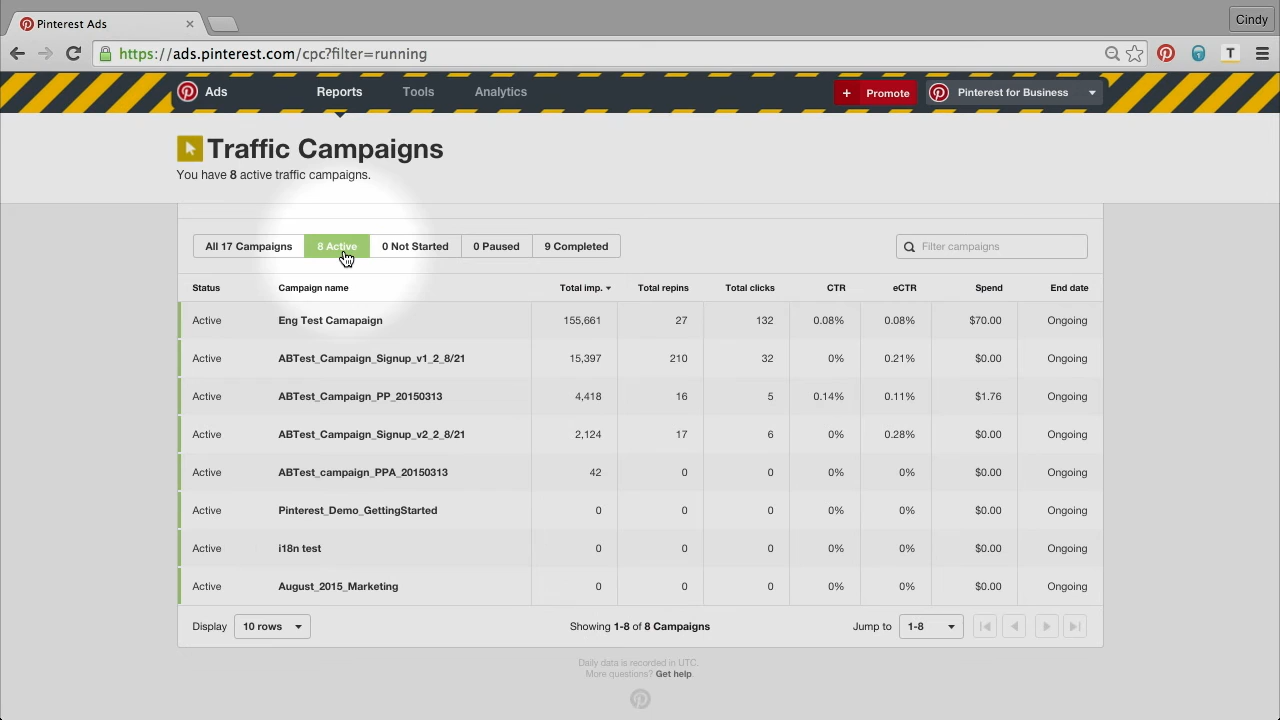 Pinterest Ads
Cindy
https://ads.pinterest.com/cpc?filter=running
T
Ads Reports Tools Analytics + Promote Pinterest for Business
Traffic Campaigns
You have 8 active traffic campaigns.
All 17 Campaigns 8 Active 0 Not Started 0 Paused 9 Completed Filter campaigns
Status Campaign name Total imp. Total repins Total clicks CTR eCTR Spend End date
Active Eng Test Camapaign 155,661 27 132 0.08% 0.08% $70.00 Ongoing
Active ABTest_Campaign_Signup_v1_2_8/21 15,397 210 32 0% 0.21% $0.00 Ongoing
Active ABTest_Campaign_PP_20150313 4,418 16 5 0.14% 0.11% $1.76 Ongoing
Active ABTest_Campaign_Signup_v2_2_8/21 2,124 17 6 0% 0.28% $0.00 Ongoing
Active ABTest_campaign_PPA_20150313 42 0 0 0% 0% $0.00 Ongoing
Active Pinterest_Demo_GettingStarted 0 0 0 0% 0% $0.00 Ongoing
Active i18n test 0 0 0 0% 0% $0.00 Ongoing
Active August_2015_Marketing 0 0 0 0% 0% $0.00 Ongoing
Display 10 rows Showing 1-8 of 8 Campaigns Jump to 1-8
Daily data is recorded in UTC.
More questions? Get help.